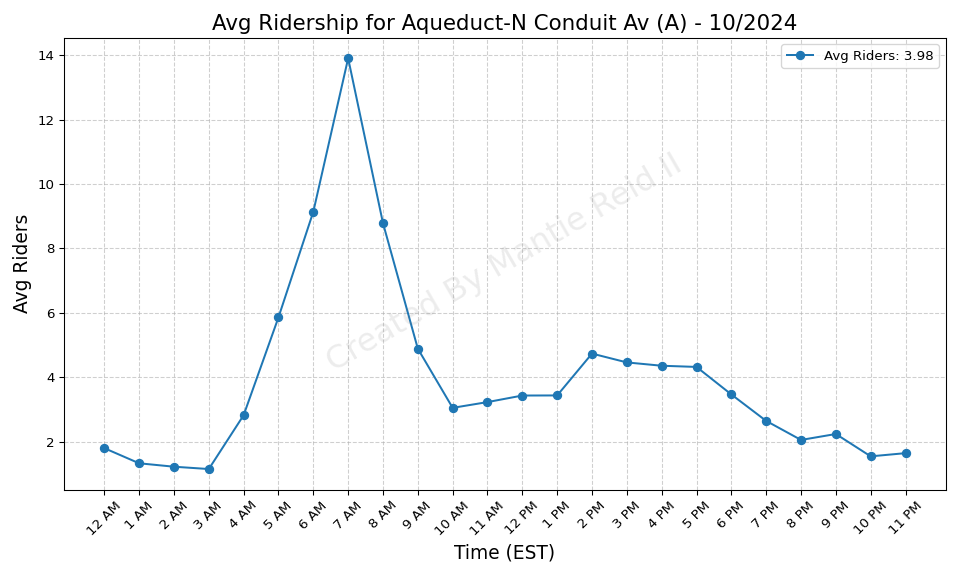 Avg Ridership for Aqueduct-N Conduit Av (A) - 10/2024
Avg Riders: 3.98
14
12
10
8
6
4
2
Avg Riders
Created By Mantle Reid II
12 AM
1 AM
2 AM
3 AM
4 AM
5 AM
6 AM
7 AM
8 AM
9 AM
10 AM
11 AM
12 PM
1 PM
2 PM
3 PM
4 PM
5 PM
6 PM
7 PM
8 PM
9 PM
10 PM
11 PM
Time (EST)